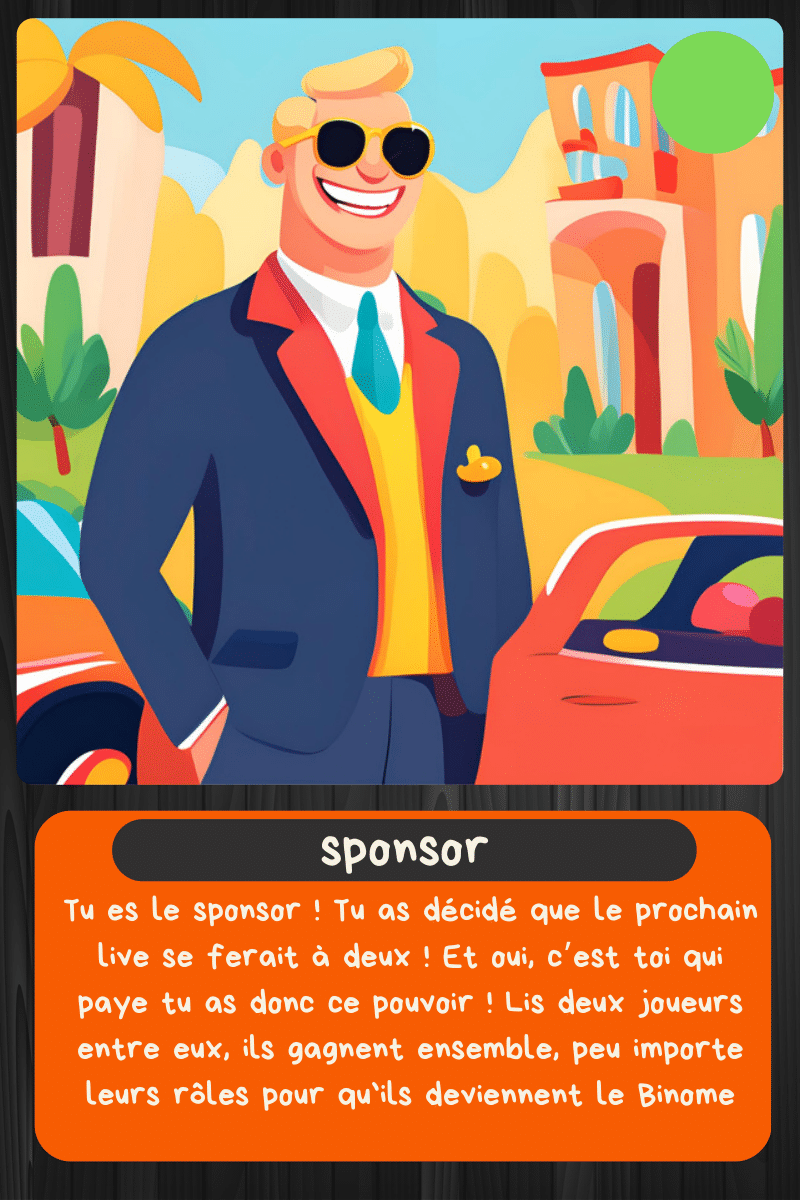 sponsor
Tu es le sponsor ! Tu as décidé que le prochain
live se ferait à deux ! Et oui, c'est toi qui
paye tu as donc ce pouvoir ! Lis deux joueurs
entre eux, ils gagnent ensemble, peu importe
leurs rôles pour qu'ils deviennent le Binome